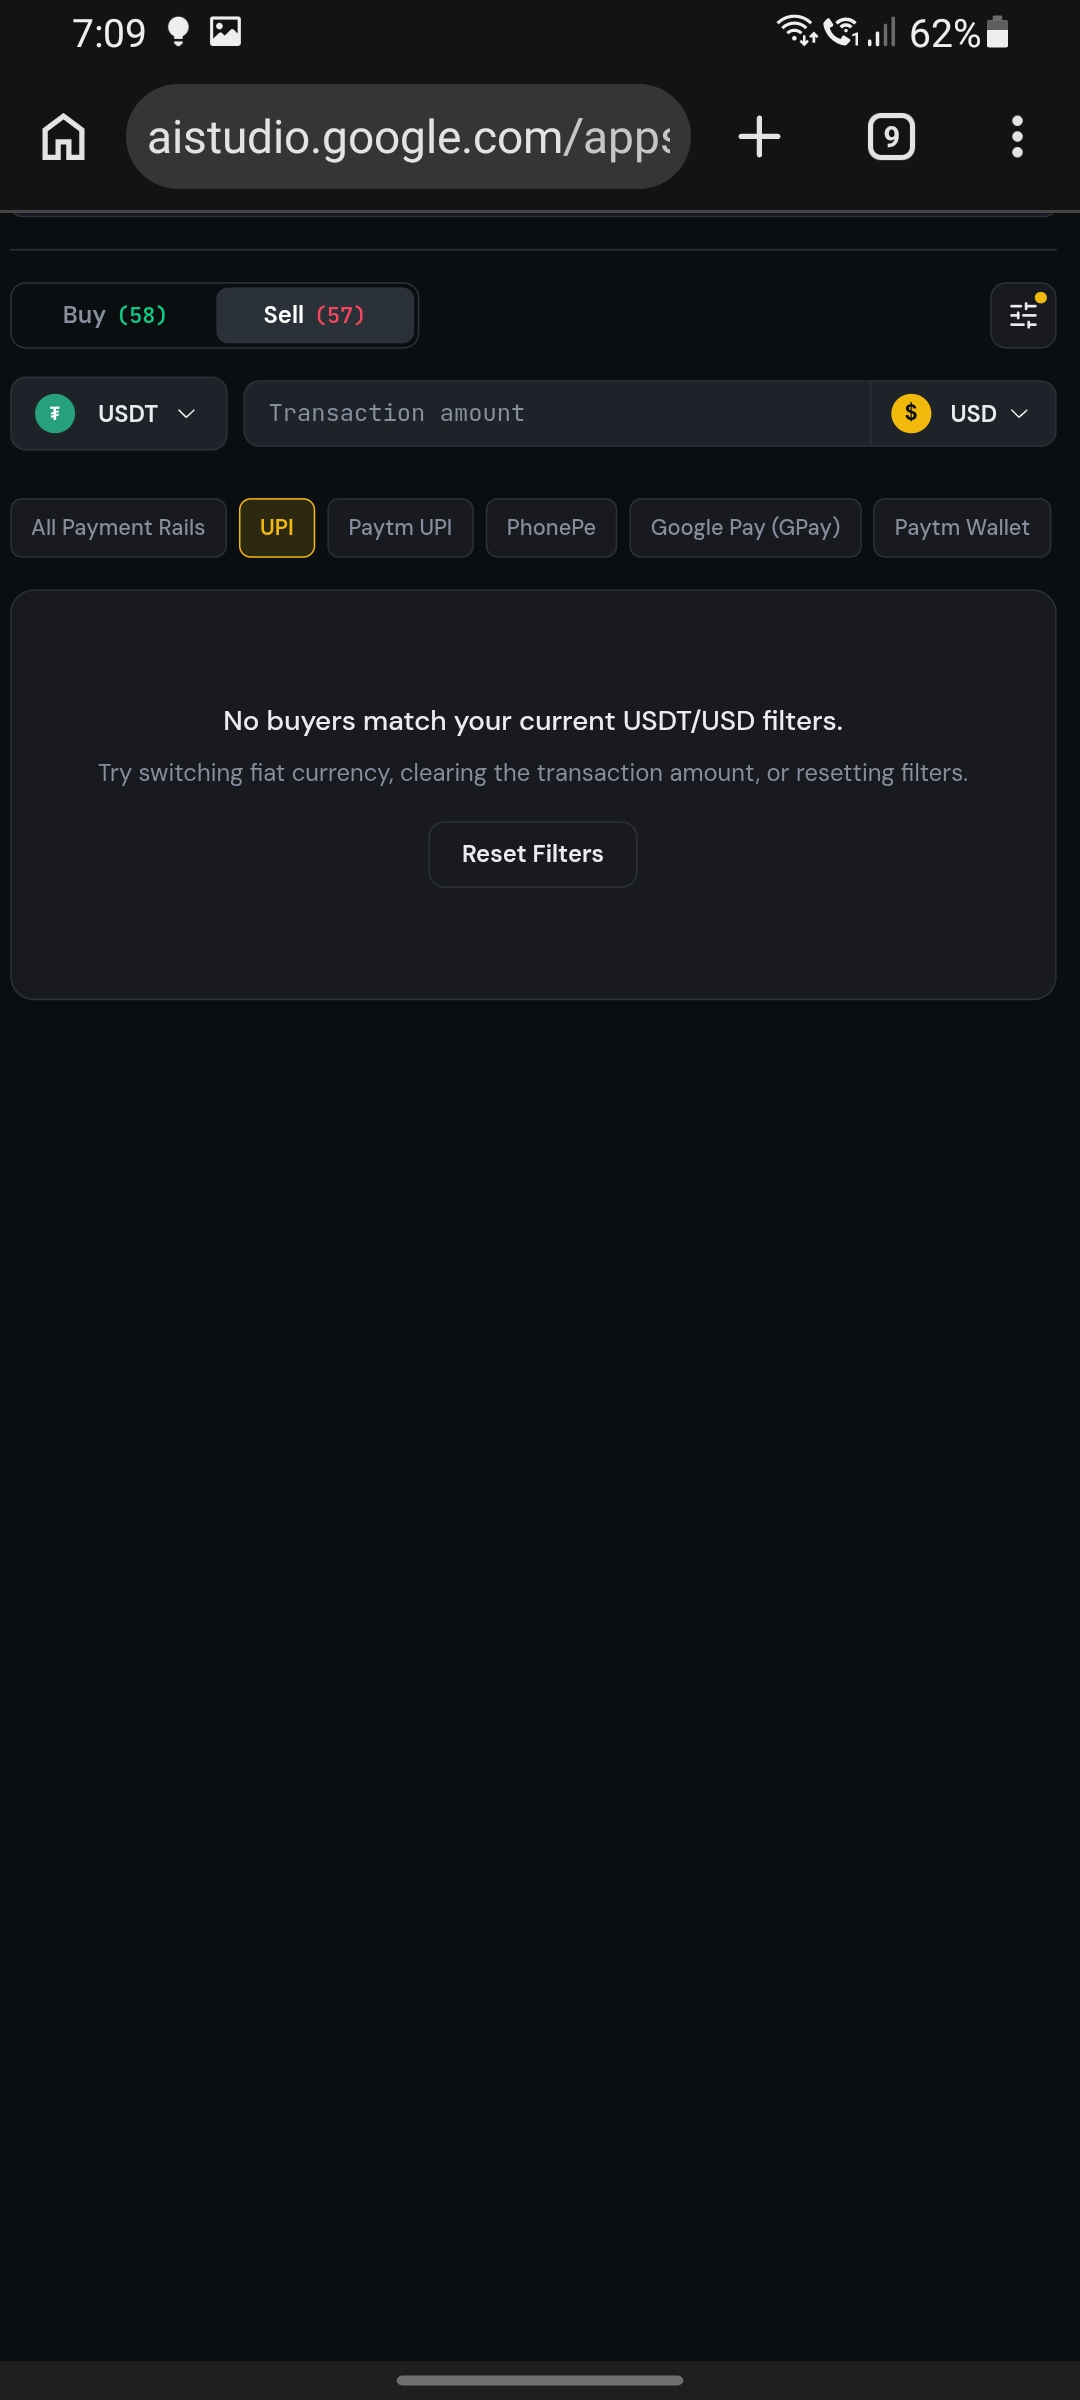 7:09 62%
aistudio.google.com/apps 9
Buy (58) Sell (57)
₮ USDT Transaction amount $ USD
All Payment Rails UPI Paytm UPI PhonePe Google Pay (GPay) Paytm Wallet
No buyers match your current USDT/USD filters.
Try switching fiat currency, clearing the transaction amount, or resetting filters.
Reset Filters